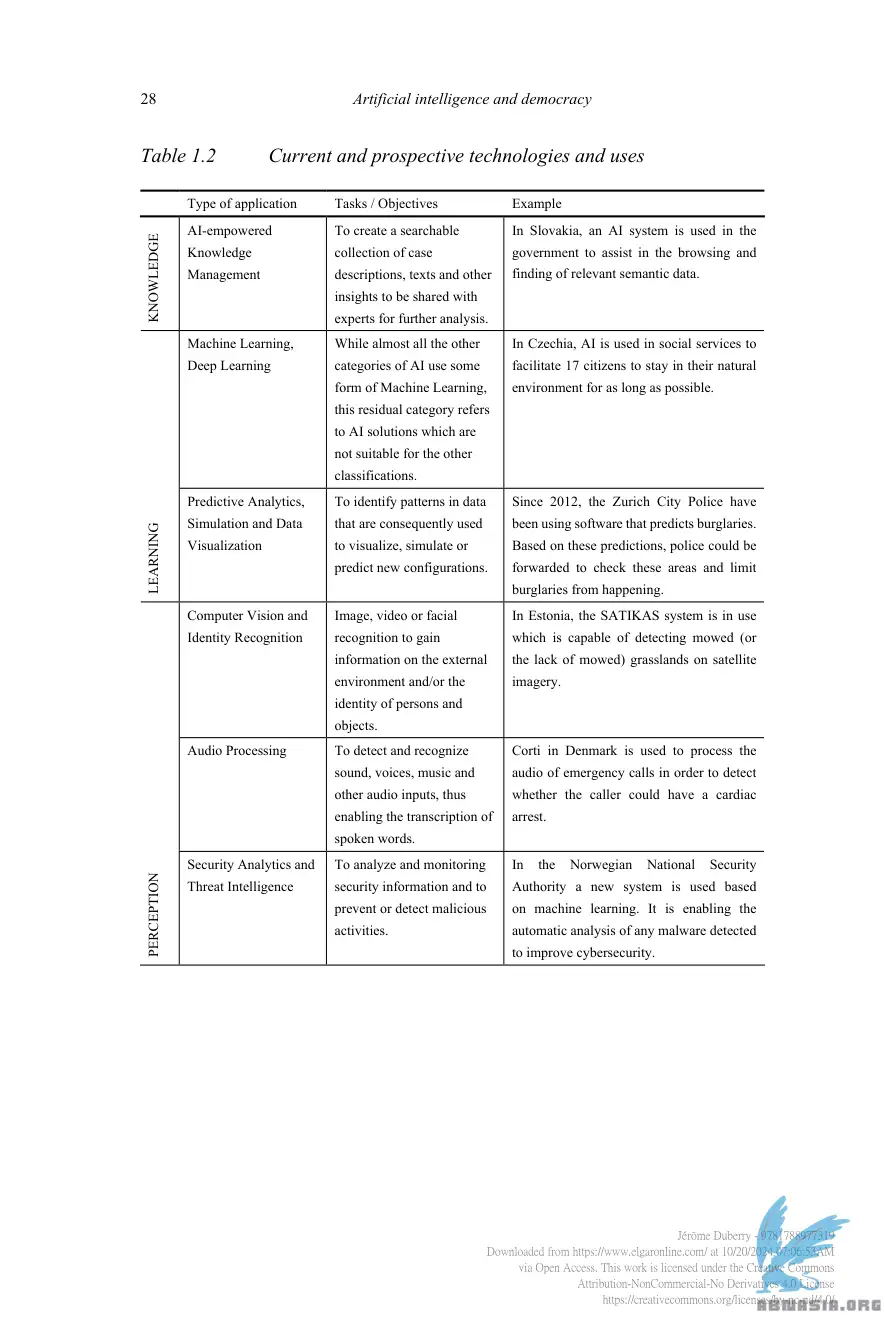 28
Artificial intelligence and democracy
Table 1.2 Current and prospective technologies and uses
Type of application
Tasks / Objectives
Example
KNOWLEDGE
AI-empowered
Knowledge
Management
To create a searchable
collection of case
descriptions, texts and other
insights to be shared with
experts for further analysis.
In Slovakia, an AI system is used in the
government to assist in the browsing and
finding of relevant semantic data.
LEARNING
Machine Learning,
Deep Learning
While almost all the other
categories of AI use some
form of Machine Learning,
this residual category refers
to AI solutions which are
not suitable for the other
classifications.
In Czechia, AI is used in social services to
facilitate 17 citizens to stay in their natural
environment for as long as possible.
Predictive Analytics,
Simulation and Data
Visualization
To identify patterns in data
that are consequently used
to visualize, simulate or
predict new configurations.
Since 2012, the Zurich City Police have
been using software that predicts burglaries.
Based on these predictions, police could be
forwarded to check these areas and limit
burglaries from happening.
PERCEPTION
Computer Vision and
Identity Recognition
Image, video or facial
recognition to gain
information on the external
environment and/or the
identity of persons and
objects.
In Estonia, the SATIKAS system is in use
which is capable of detecting mowed (or
the lack of mowed) grasslands on satellite
imagery.
Audio Processing
To detect and recognize
sound, voices, music and
other audio inputs, thus
enabling the transcription of
spoken words.
Corti in Denmark is used to process the
audio of emergency calls in order to detect
whether the caller could have a cardiac
arrest.
Security Analytics and
Threat Intelligence
To analyze and monitoring
security information and to
prevent or detect malicious
activities.
In the Norwegian National Security
Authority a new system is used based
on machine learning. It is enabling the
automatic analysis of any malware detected
to improve cybersecurity.
Jérôme Duberry - 9781788977319
Downloaded from https://www.elgaronline.com/ at 10/20/2024 07:06:53AM
via Open Access. This work is licensed under the Creative Commons
Attribution-NonCommercial-No Derivatives 4.0 License
https://creativecommons.org/licenses/by-nc-nd/4.0/
ABMASIA.ORG